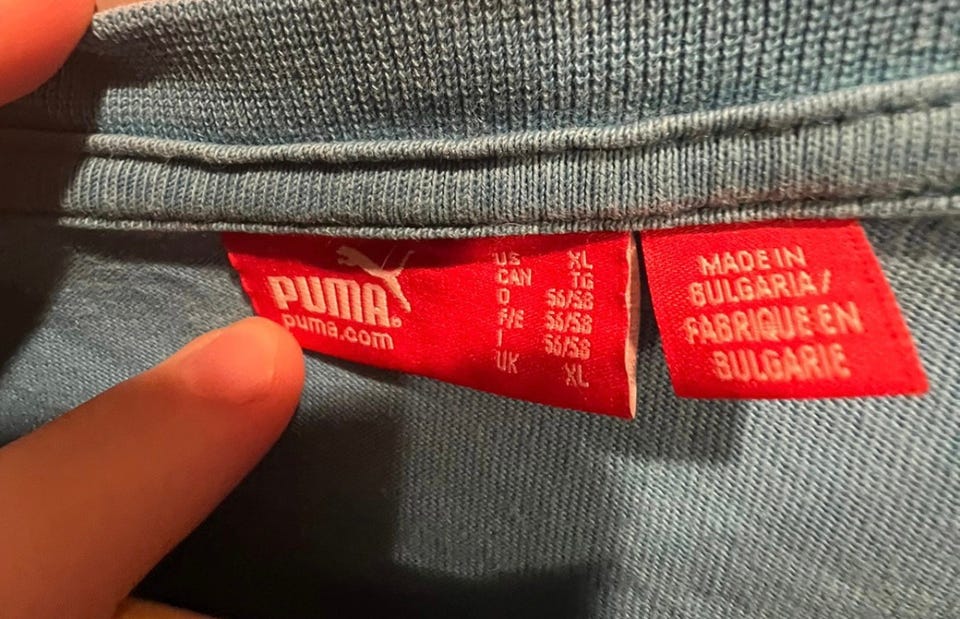 PUMA®
puma.com
US XL
CAN TG
D 56/58
F/E 56/58
I 56/58
UK XL
MADE IN
BULGARIA/
FABRIQUE EN
BULGARIE